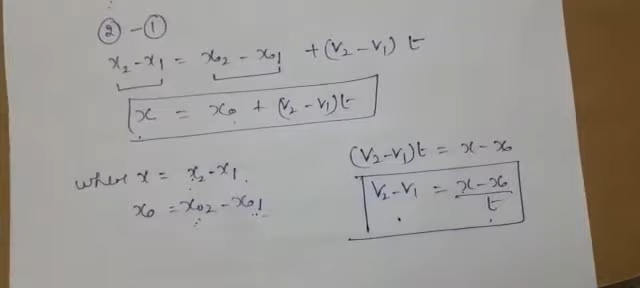 ② - ①
x₂ - x₁ = x₀₂ - x₀₁ + (v₂ - v₁) t
x = x₀ + (v₂ - v₁)t
where x = x₂ - x₁
x₀ = x₀₂ - x₀₁
(v₂ - v₁)t = x - x₀
v₂ - v₁ = x - x₀ / t